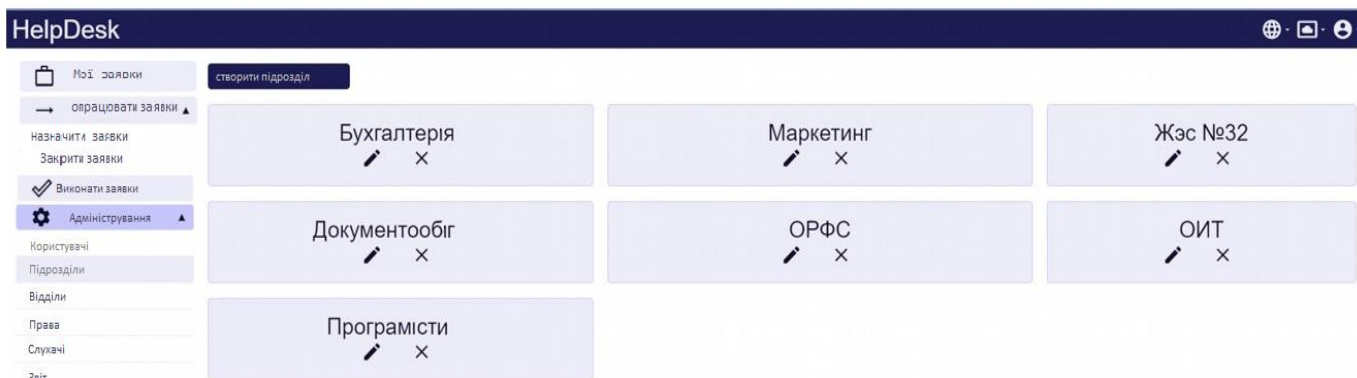 HelpDesk
Мої заявки
створити підрозділ
опрацювати заявки
Назначити заявки
Закрити заявки
Виконати заявки
Адміністрування
Користувачі
Підрозділи
Відділи
Права
Слухачі
Звіт
Бухгалтерія
Маркетинг
Жэс №32
Документообіг
ОРФС
ОИТ
Програмісти